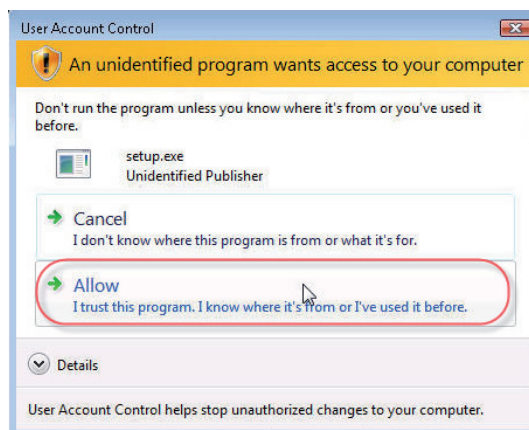 User Account Control
An unidentified program wants access to your computer
Don't run the program unless you know where it's from or you've used it
before.
setup.exe
Unidentified Publisher
Cancel
I don't know where this program is from or what it's for.
Allow
I trust this program. I know where it's from or I've used it before.
Details
User Account Control helps stop unauthorized changes to your computer.